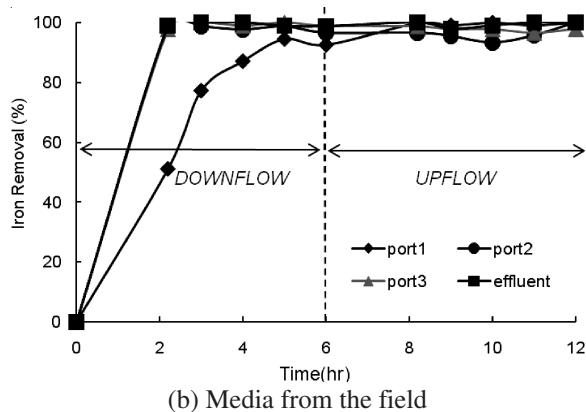 Iron Removal (%)
100
80
60
40
20
0
DOWNFLOW
UPFLOW
port1
port2
port3
effluent
0 2 4 6 8 10 12
Time(hr)
(b) Media from the field